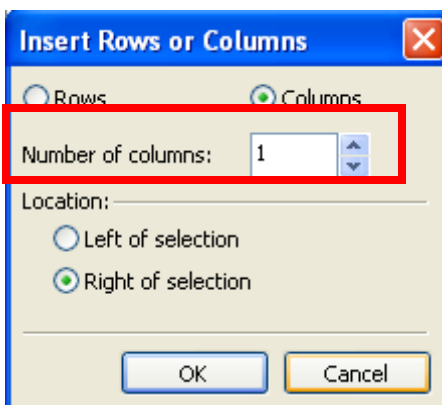 Insert Rows or Columns
Rows Columns
Number of columns: 1
Location:
Left of selection
Right of selection
OK Cancel